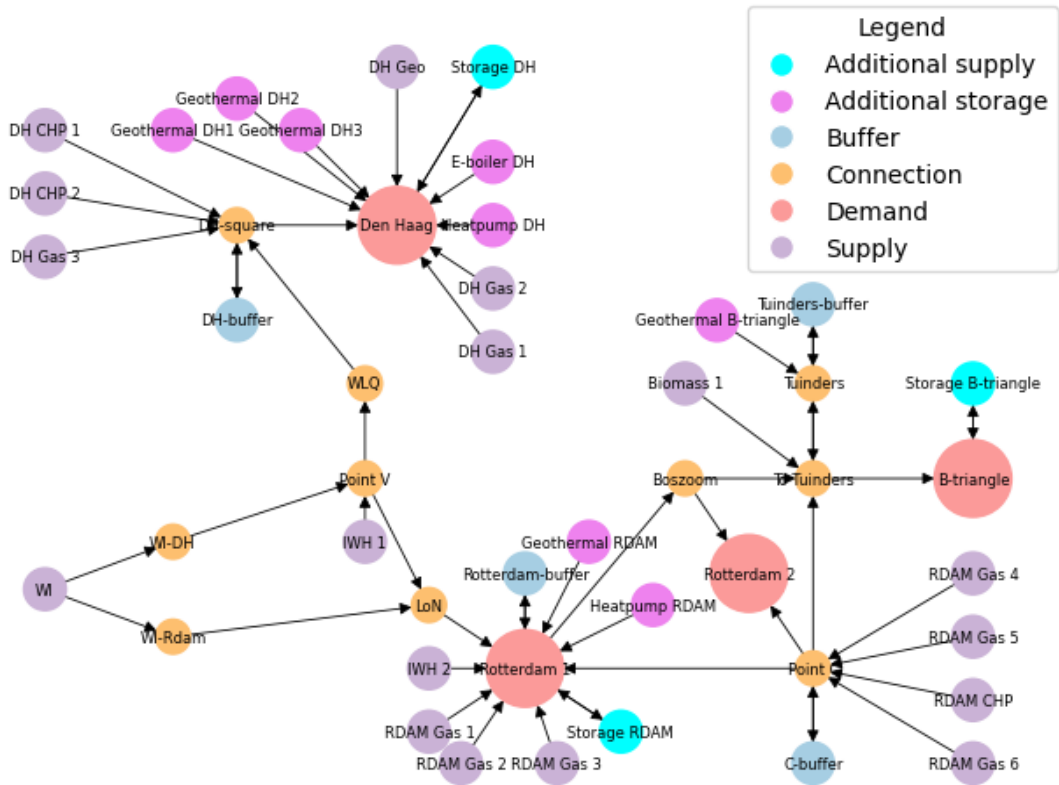 Legend
Additional supply
Additional storage
Buffer
Connection
Demand
Supply
DH Geo
Storage DH
Geothermal DH2
DH CHP 1
Geothermal DH1
Geothermal DH3
E-boiler DH
DH CHP 2
DH-square
Den Haag
Heatpump DH
DH Gas 3
DH Gas 2
DH-buffer
DH Gas 1
Tuinders-buffer
Geothermal B-triangle
WLQ
Biomass 1
Tuinders
Storage B-triangle
Point V
Boszoom
To Tuinders
B-triangle
WI-DH
IWH 1
Geothermal RDAM
WI
Rotterdam-buffer
Rotterdam 2
RDAM Gas 4
LoN
Heatpump RDAM
WI-Rdam
RDAM Gas 5
IWH 2
Rotterdam 1
Point
RDAM CHP
RDAM Gas 1
Storage RDAM
RDAM Gas 2
RDAM Gas 3
C-buffer
RDAM Gas 6